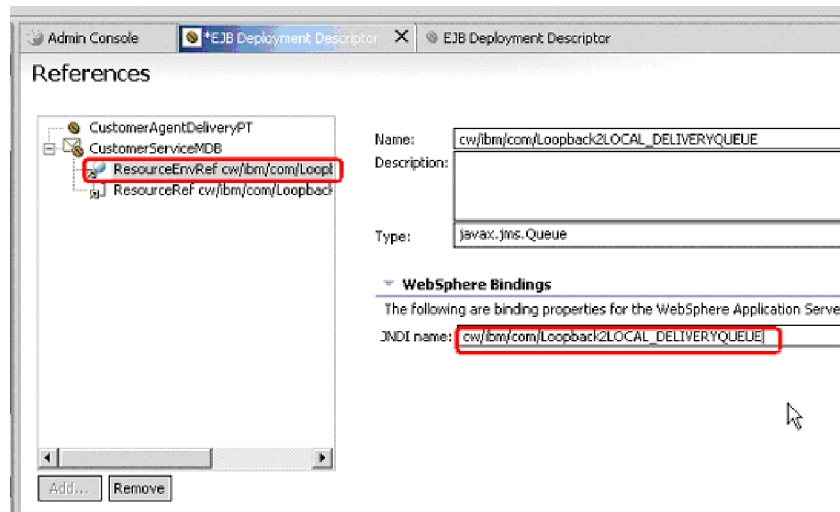 Admin Console
*EJB Deployment Descriptor
EJB Deployment Descriptor
References
CustomerAgentDeliveryPT
CustomerServiceMDB
ResourceEnvRef cw/ibm/com/Loopb
ResourceRef cw/ibm/com/Loopback
Add...
Remove
Name: cw/ibm/com/Loopback2LOCAL_DELIVERYQUEUE
Description:
Type: javax.jms.Queue
WebSphere Bindings
The following are binding properties for the WebSphere Application Serve
JNDI name: cw/ibm/com/Loopback2LOCAL_DELIVERYQUEUE